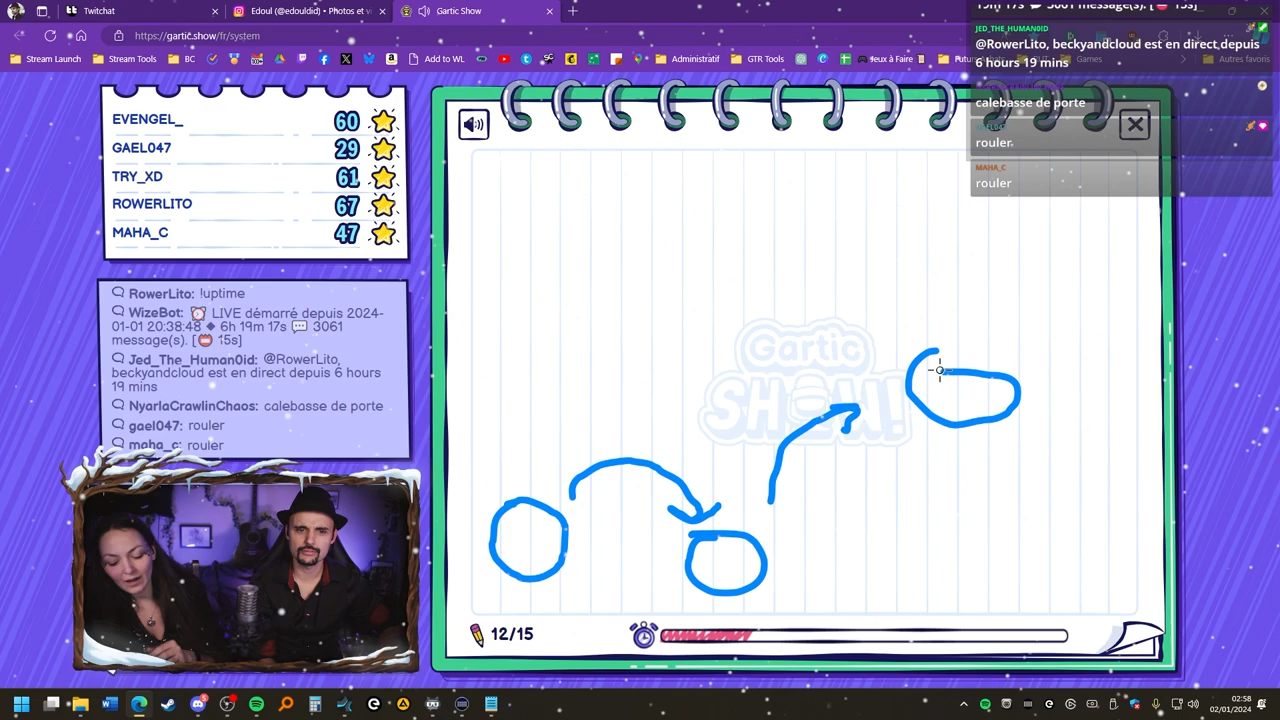 Twitchat
Edoul (@edouldid) • Photos et vi
Gartic Show
https://gartic.show/fr/system
Stream Launch
Stream Tools
BC
Add to WL
Administratif
GTR Tools
Jeux à Faire
Games
Autres favoris
EVENGEL_ 60
GAEL047 29
TRY_XD 61
ROWERLITO 67
MAHA_C 47
RowerLito: !uptime
WizeBot: ⏰ LIVE démarré depuis 2024-
01-01 20:38:48 ◆ 6h 19m 17s 💬 3061
message(s). [📛 15s]
Jed_The_Human0id: @RowerLito,
beckyandcloud est en direct depuis 6 heures
19 mins
NyarlaCrawlinChaos: calebasse de porte
gael047: rouler
maha_c: rouler
JED_THE_HUMAN0ID
@RowerLito, beckyandcloud est en direct depuis
6 heures 19 mins
calebasse de porte
GAEL047
rouler
MAHA_C
rouler
Gartic
SHOW!
12/15
02:58
02/01/2024